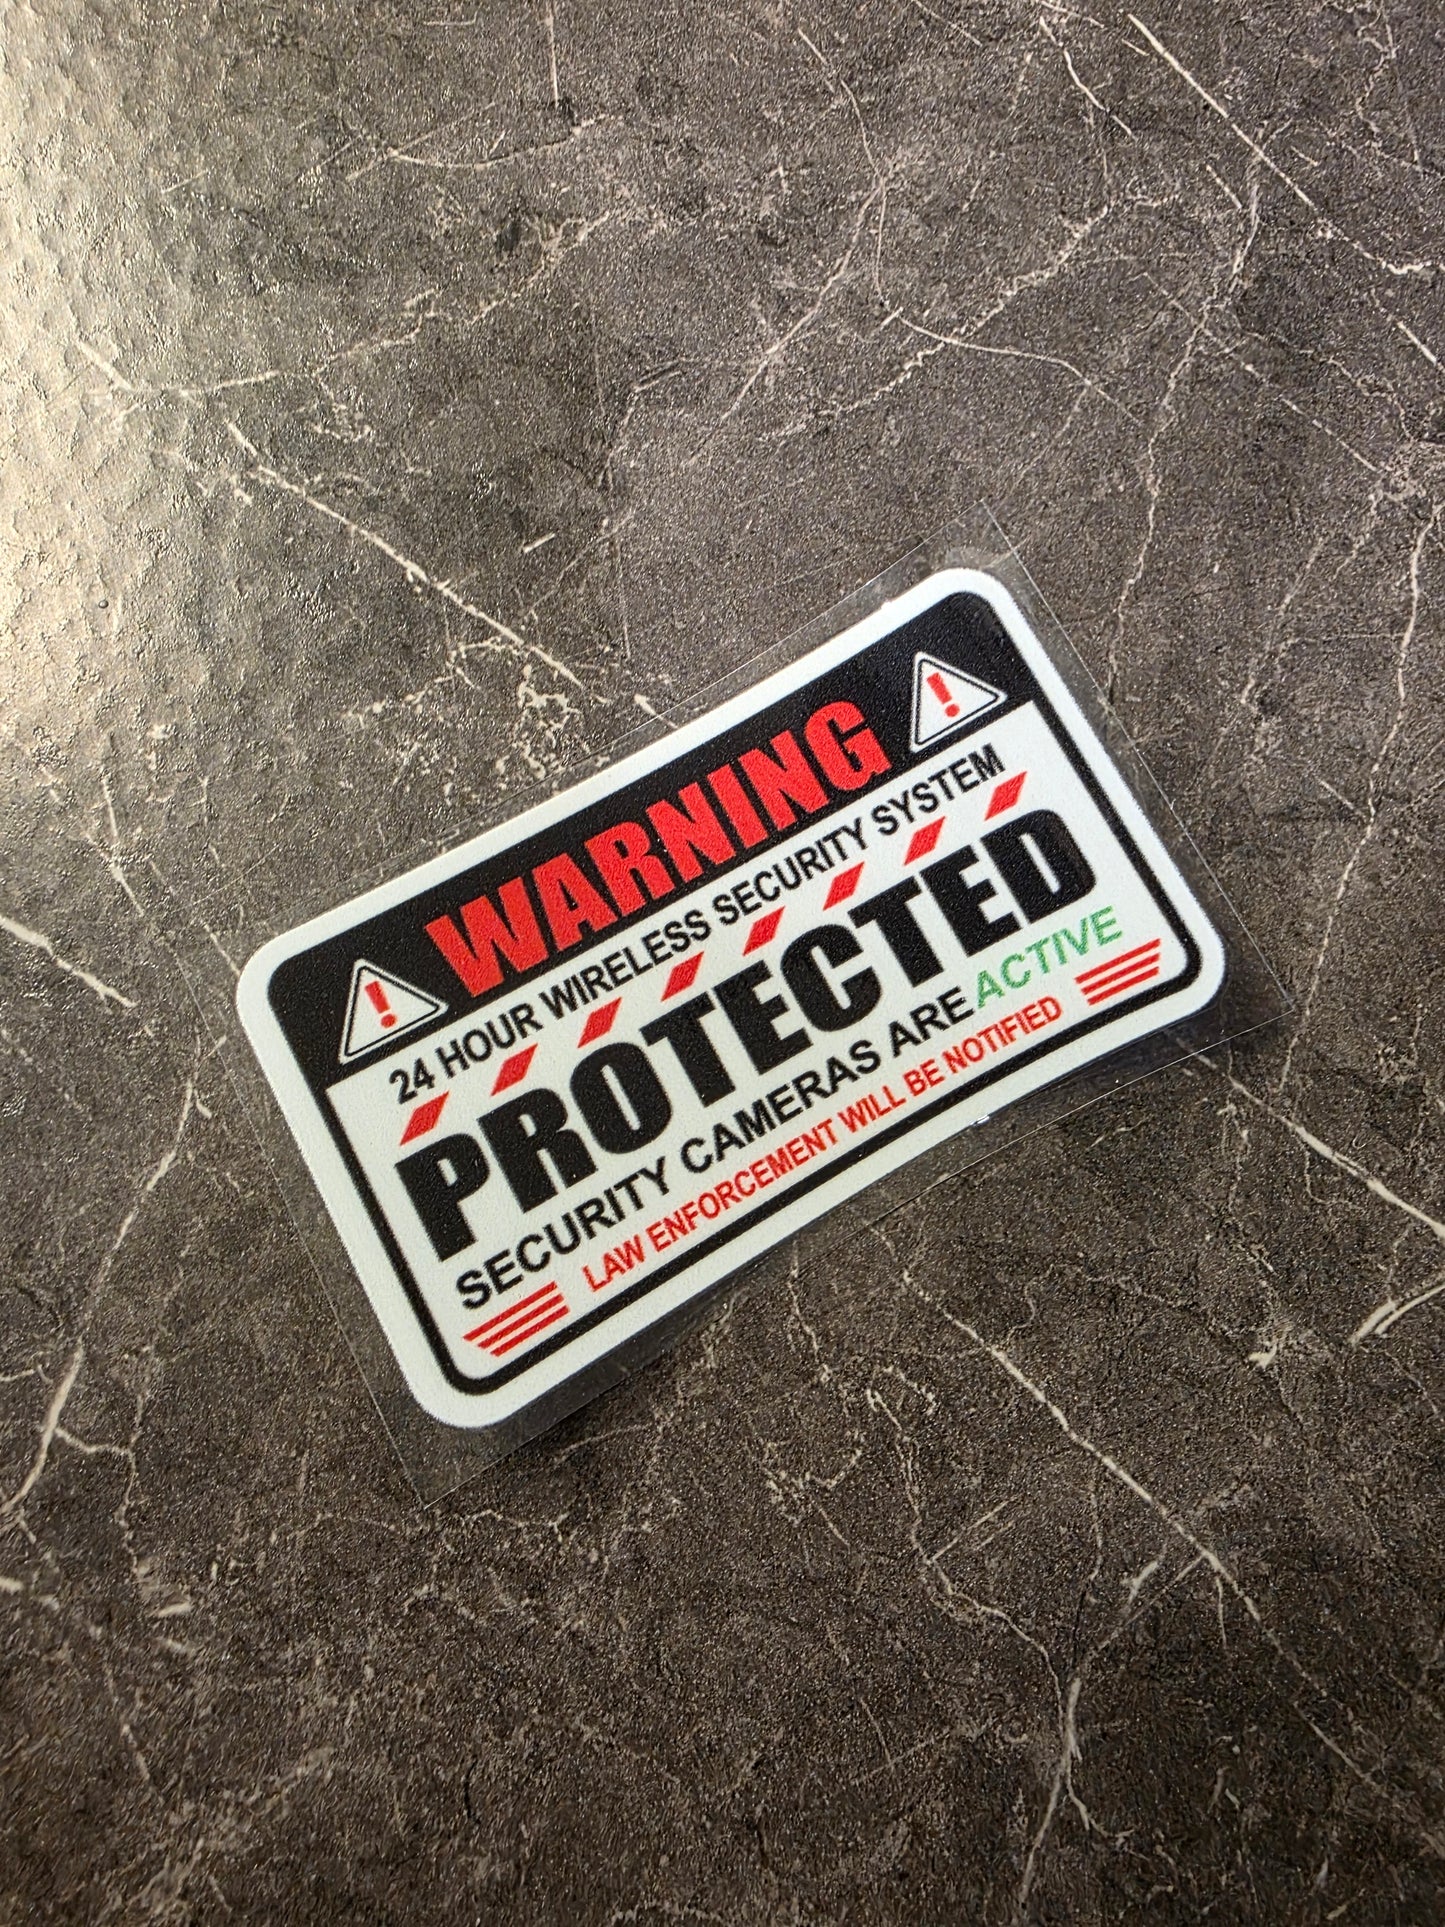 WARNING
24 HOUR WIRELESS SECURITY SYSTEM
PROTECTED
SECURITY CAMERAS ARE ACTIVE
LAW ENFORCEMENT WILL BE NOTIFIED